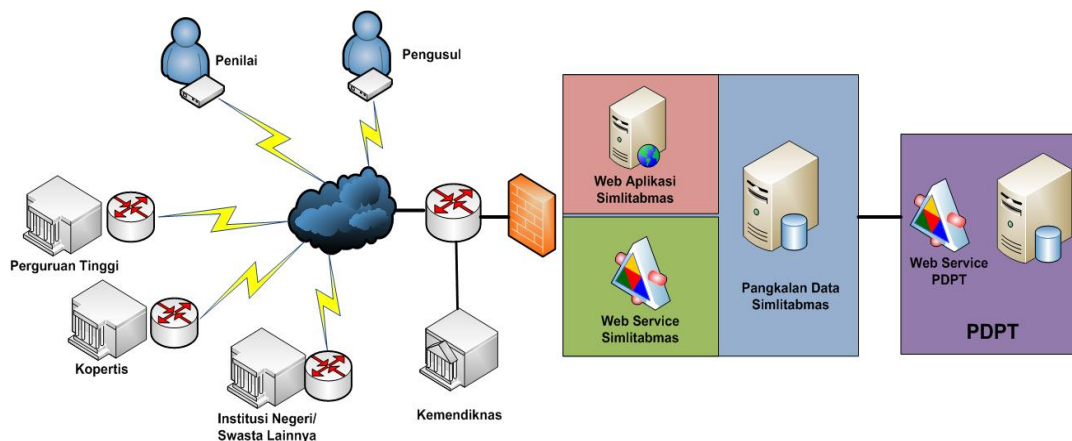 Penilai
Pengusul
Perguruan Tinggi
Kopertis
Institusi Negeri/
Swasta Lainnya
Kemendiknas
Web Aplikasi
Simlitabmas
Web Service
Simlitabmas
Pangkalan Data
Simlitabmas
Web Service
PDPT
PDPT